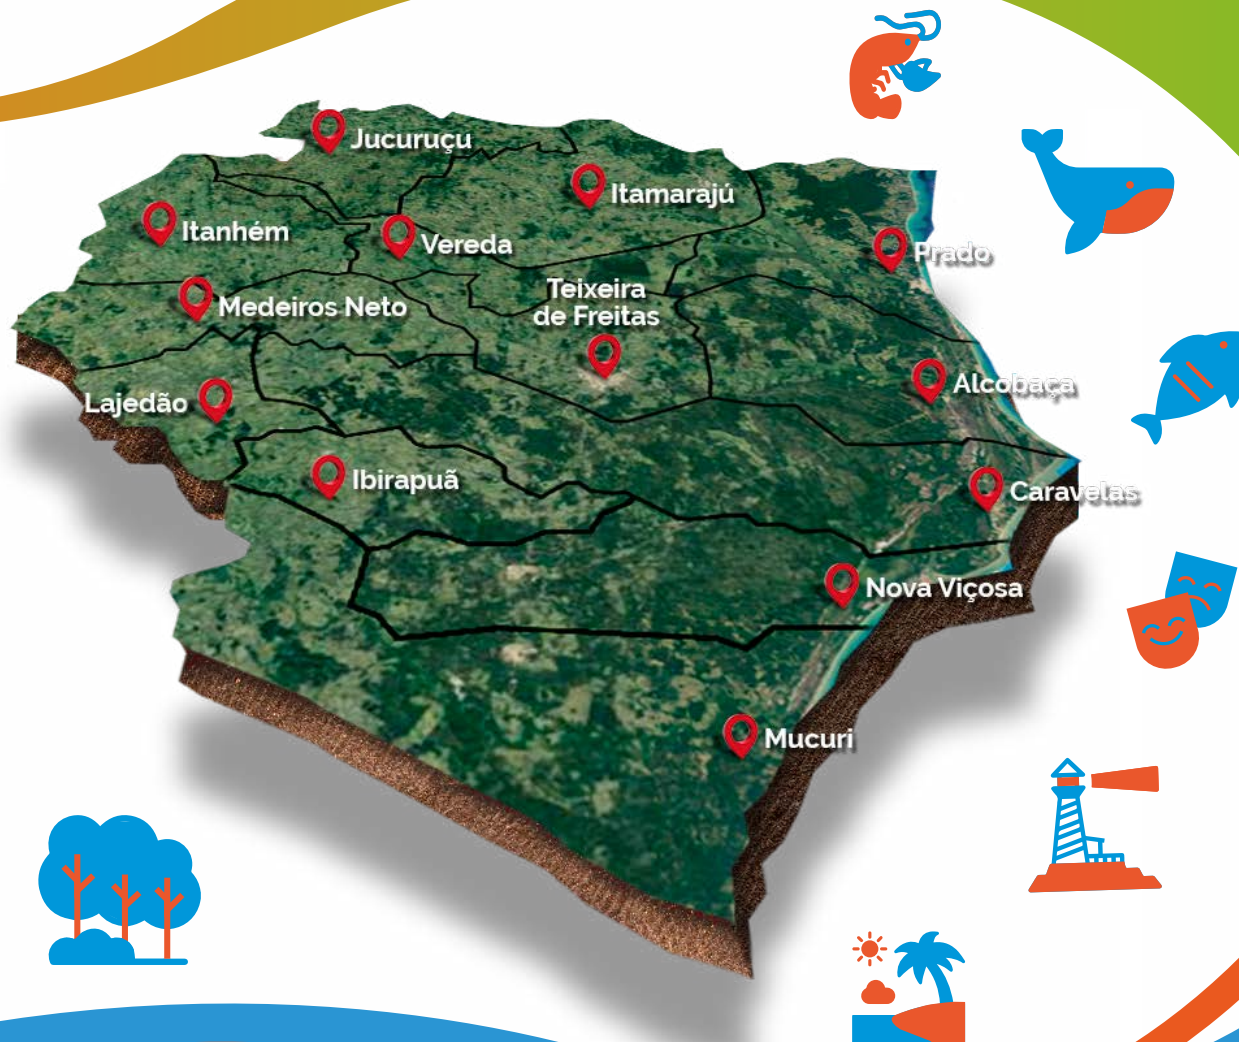 Jucuruçu
Itamarajú
Itanhém
Vereda
Prado
Teixeira
de Freitas
Medeiros Neto
Alcobaça
Lajedão
Ibirapuã
Caravelas
Nova Viçosa
Mucuri